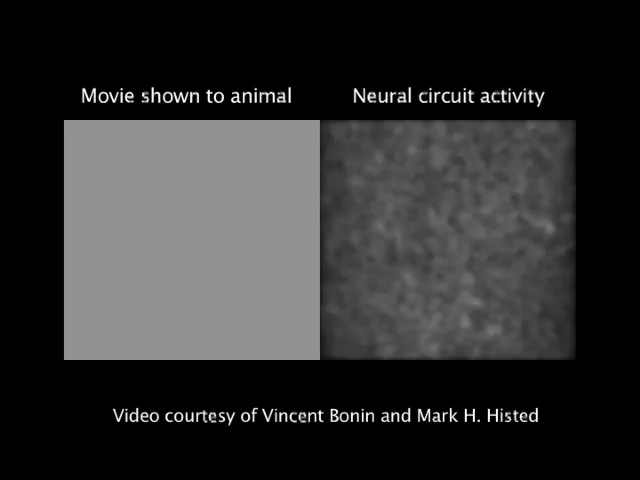 Movie shown to animal
Neural circuit activity
Video courtesy of Vincent Bonin and Mark H. Histed